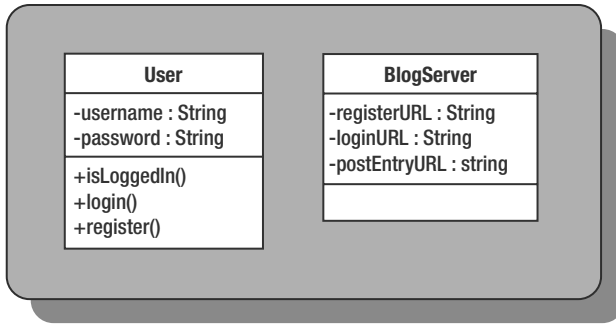 User
-username : String
-password : String
+isLoggedIn()
+login()
+register()
BlogServer
-registerURL : String
-loginURL : String
-postEntryURL : string